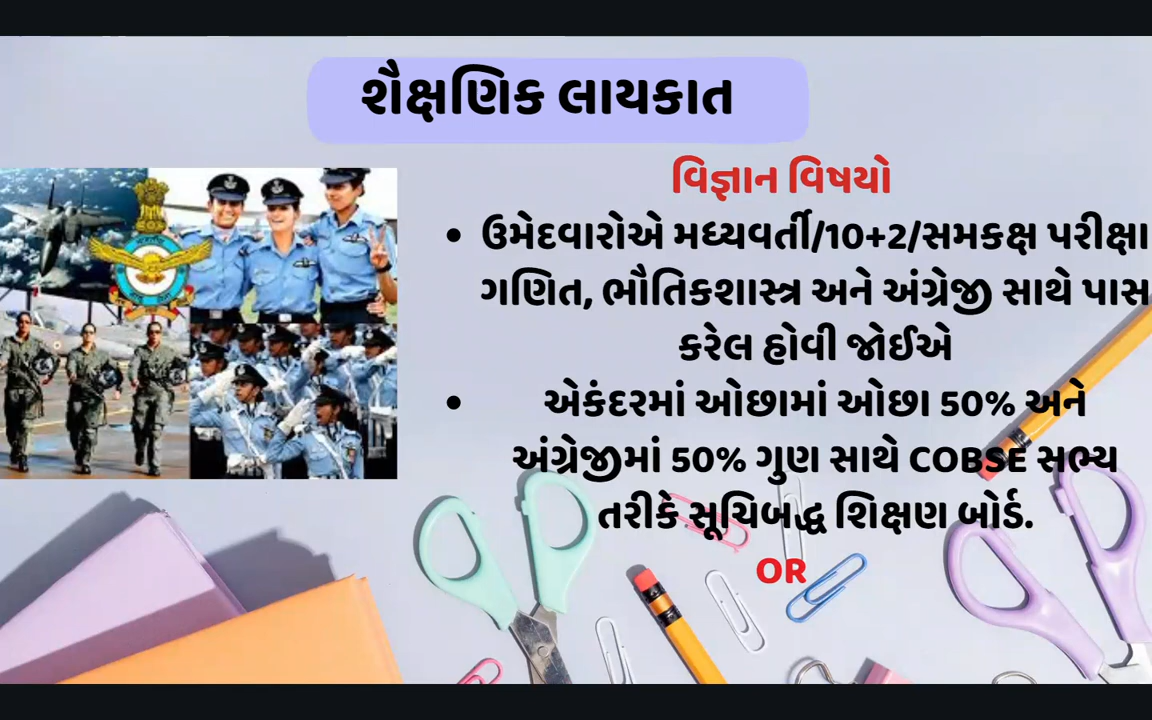 શૈક્ષણિક લાયકાત
વિજ્ઞાન વિષયો
• ઉમેદવારોએ મધ્યવર્તી/10+2/સમકક્ષ પરીક્ષા
ગણિત, ભૌતિકશાસ્ત્ર અને અંગ્રેજી સાથે પાસ
કરેલ હોવી જોઈએ
• એકંદરમાં ઓછામાં ઓછા 50% અને
અંગ્રેજીમાં 50% ગુણ સાથે COBSE સભ્ય
તરીકે સૂચિબદ્ધ શિક્ષણ બોર્ડ.
OR